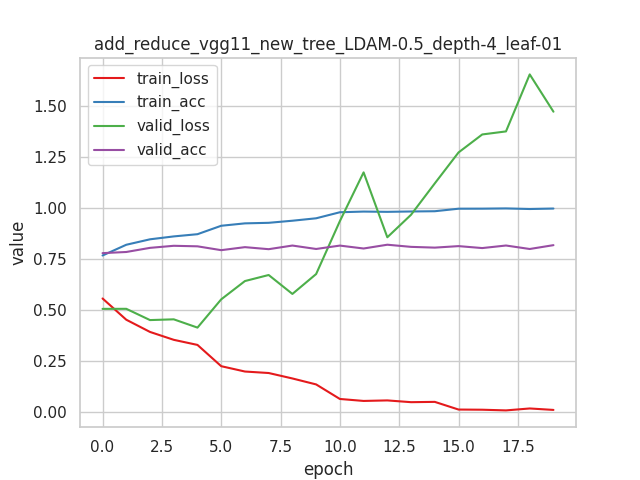 add_reduce_vgg11_new_tree_LDAM-0.5_depth-4_leaf-01
train_loss
train_acc
valid_loss
valid_acc
1.50
1.25
1.00
0.75
0.50
0.25
0.00
value
0.0 2.5 5.0 7.5 10.0 12.5 15.0 17.5
epoch